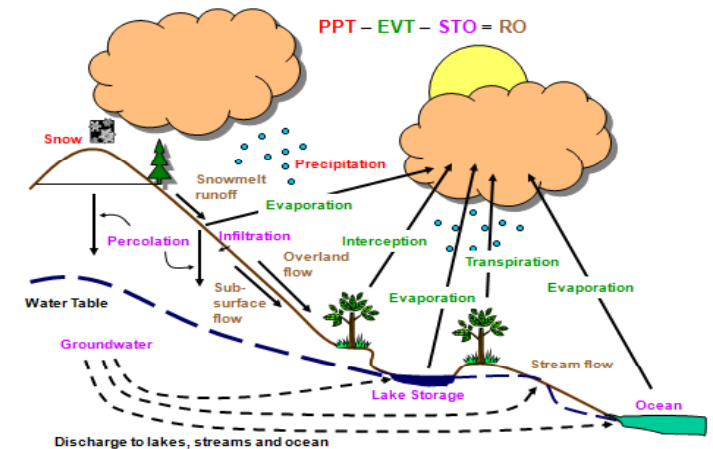 PPT – EVT – STO = RO
Snow
Precipitation
Snowmelt
runoff
Evaporation
Percolation
Infiltration
Interception
Overland
flow
Transpiration
Sub-
surface
flow
Evaporation
Evaporation
Water Table
Groundwater
Stream flow
Lake Storage
Ocean
Discharge to lakes, streams and ocean